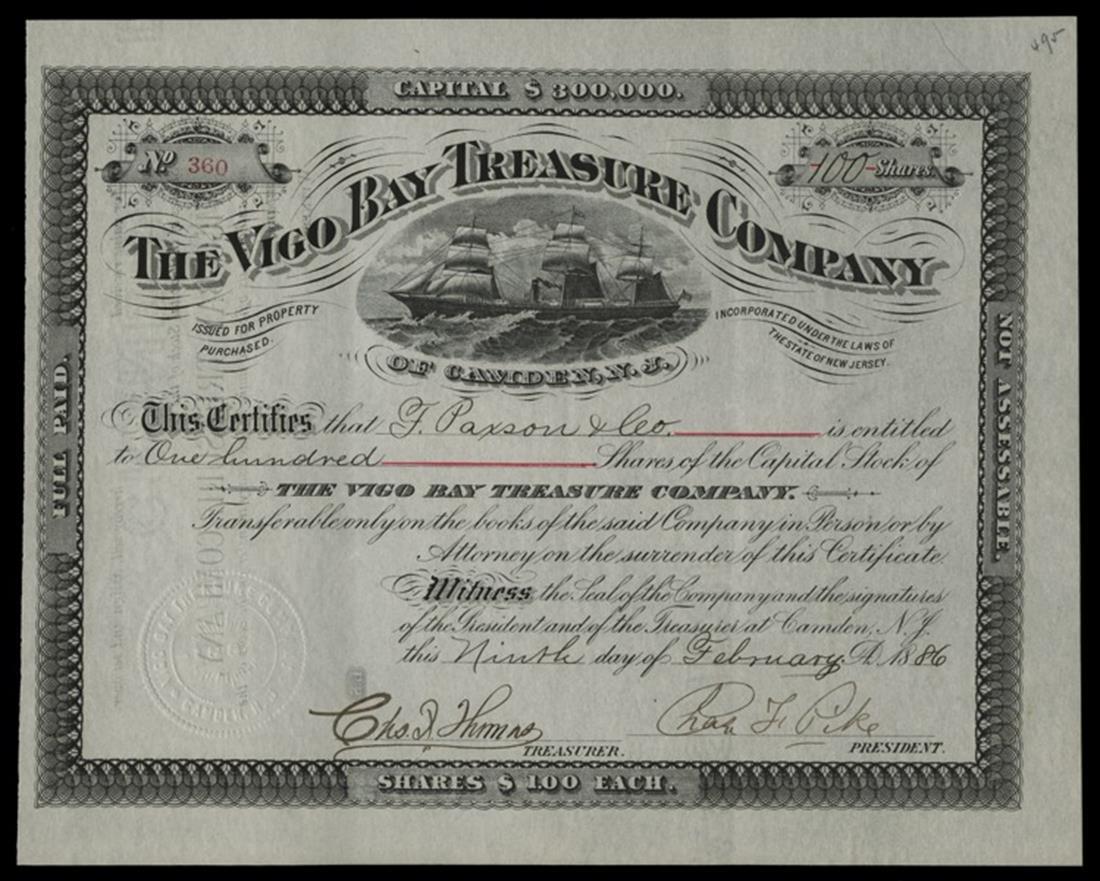 495
CAPITAL $ 300,000.
No 360
100 Shares.
THE VIGO BAY TREASURE COMPANY
ISSUED FOR PROPERTY
PURCHASED.
INCORPORATED UNDER THE LAWS OF
THE STATE OF NEW JERSEY.
OF CAMDEN, N. J.
FULL PAID
NOT ASSESSABLE.
This Certifies that F. Paxson & Co. is entitled
to One hundred Shares of the Capital Stock of
THE VIGO BAY TREASURE COMPANY.
Transferable only on the books of the said Company in Person or by
Attorney on the surrender of this Certificate.
Witness the Seal of the Company and the signatures
of the President and of the Treasurer at Camden, N.J.
this Ninth day of February A.D. 1886
Chas. D. Thomas Chas F. Pike
TREASURER. PRESIDENT.
SHARES $ 1.00 EACH.